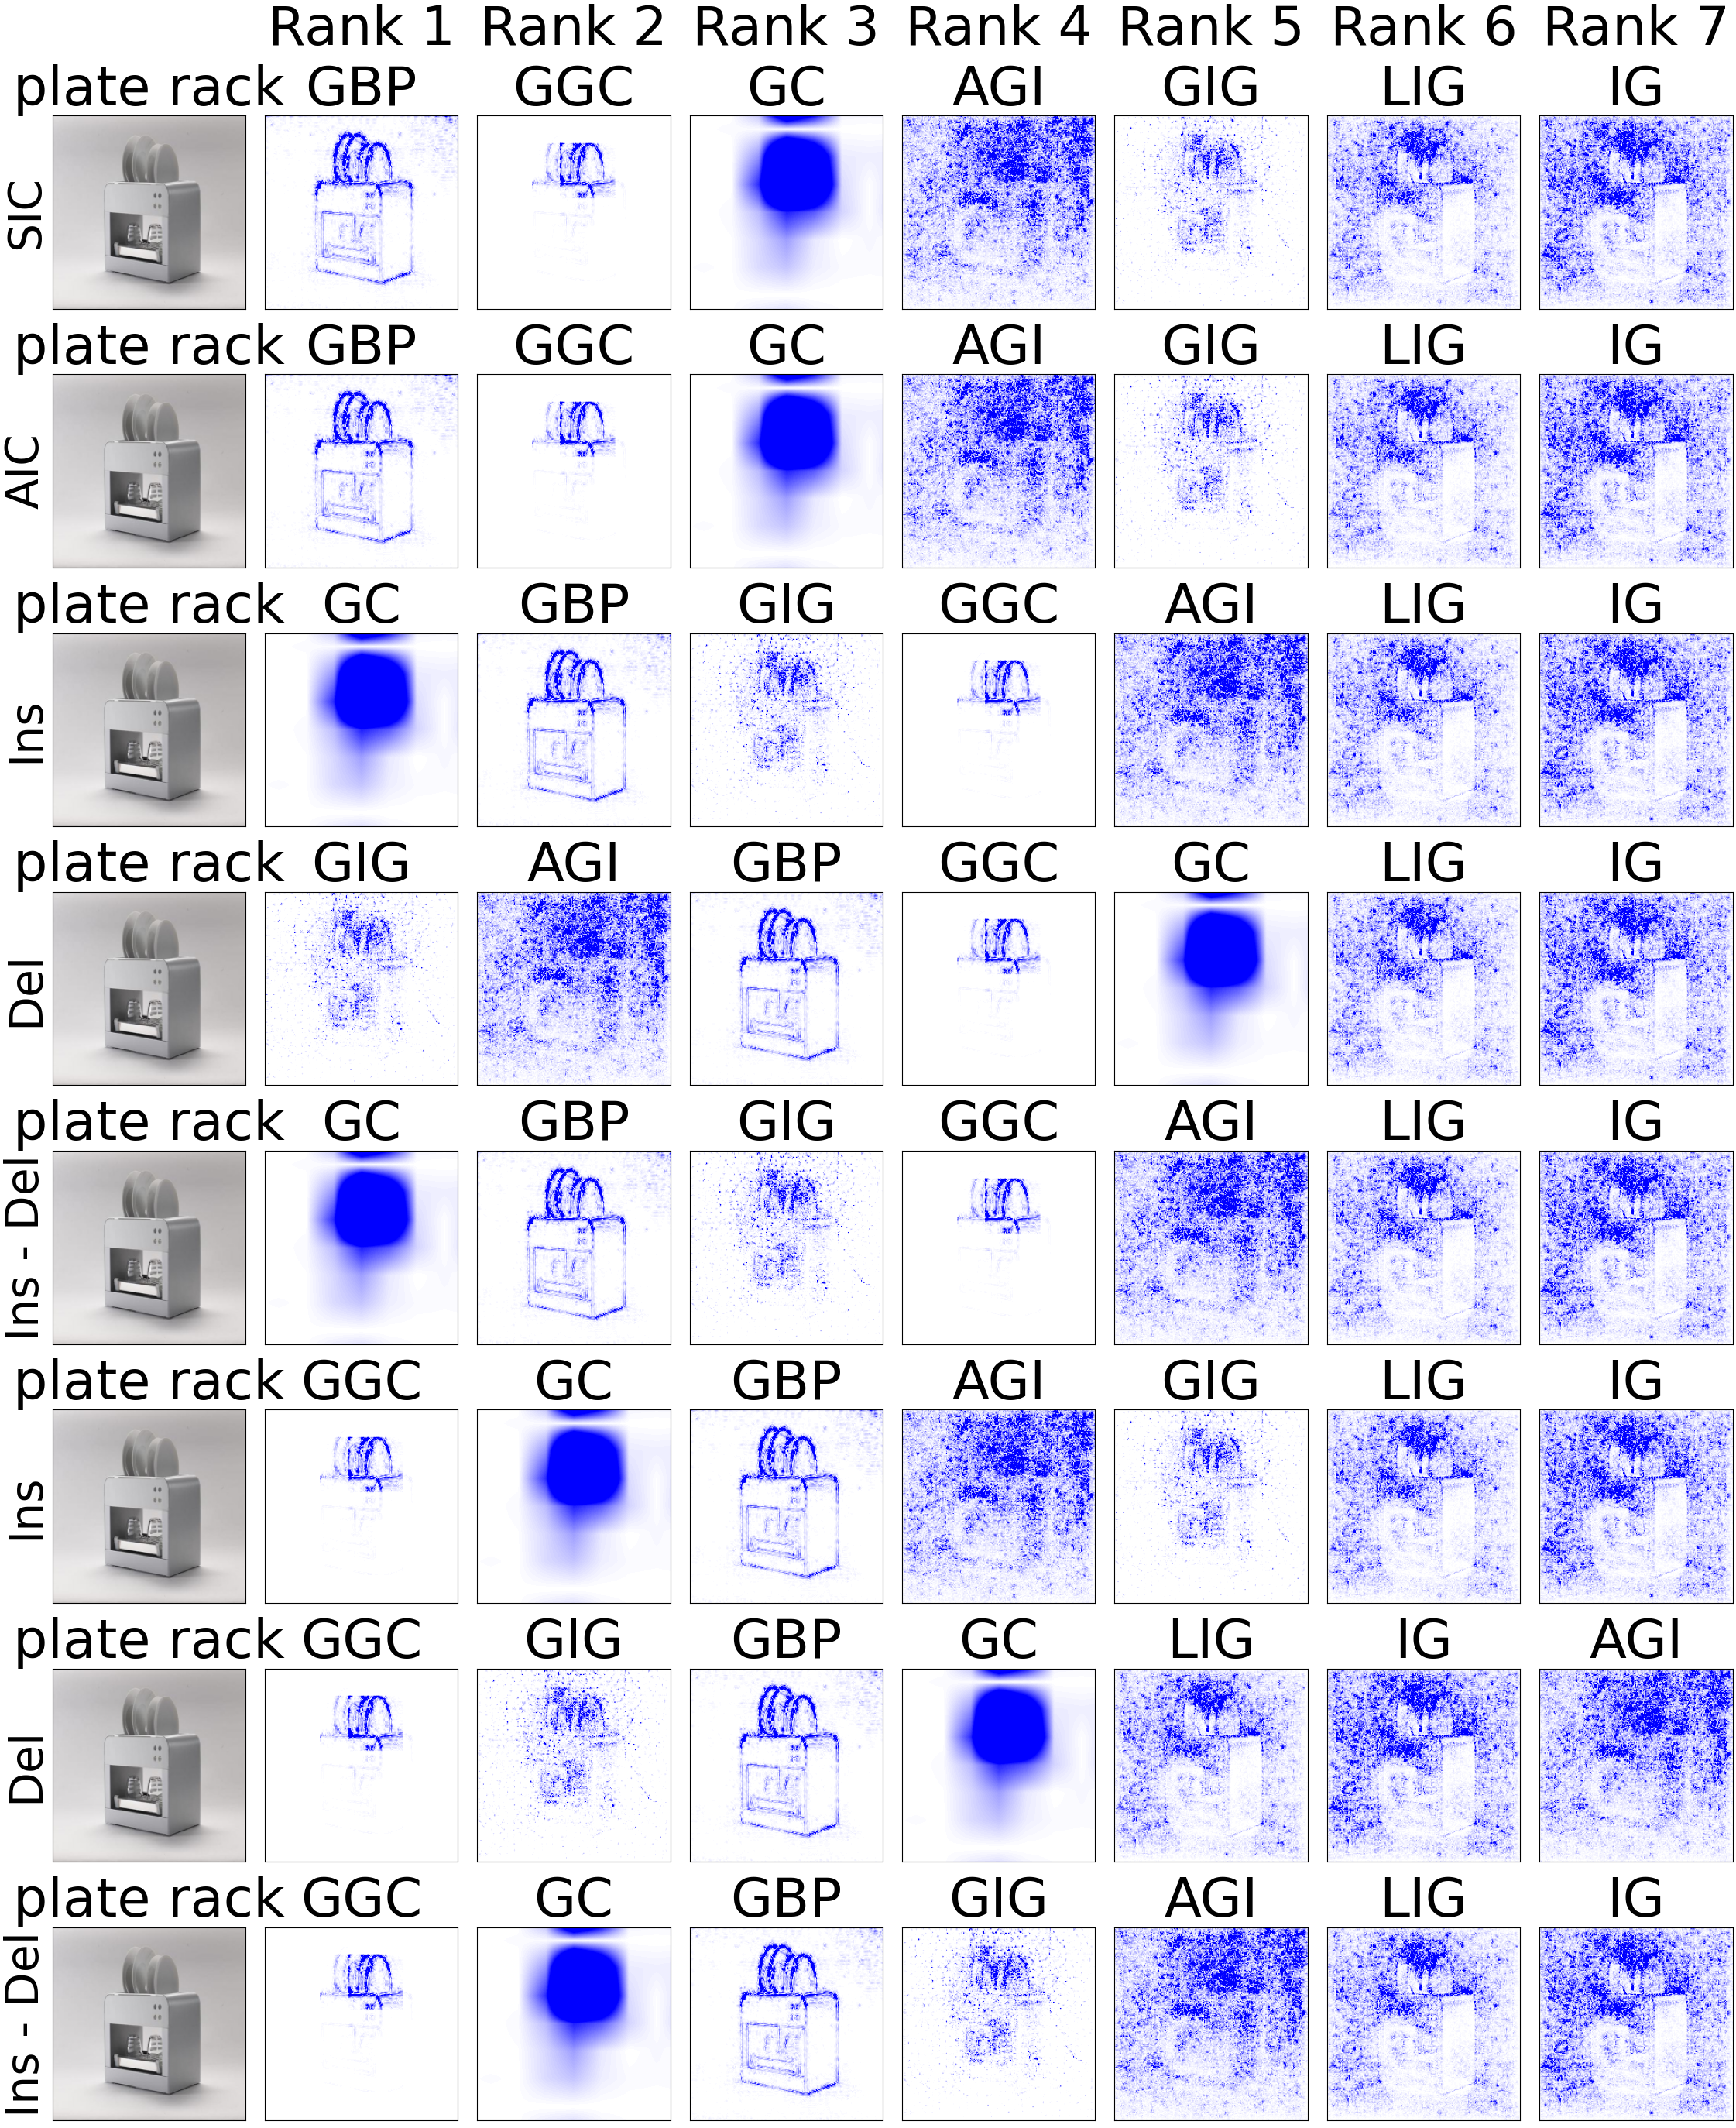 Rank 1 Rank 2 Rank 3 Rank 4 Rank 5 Rank 6 Rank 7
plate rack GBP GGC GC AGI GIG LIG IG
SIC
plate rack GBP GGC GC AGI GIG LIG IG
AIC
plate rack GC GBP GIG GGC AGI LIG IG
Ins
plate rack GIG AGI GBP GGC GC LIG IG
Del
plate rack GC GBP GIG GGC AGI LIG IG
Ins - Del
plate rack GGC GC GBP AGI GIG LIG IG
Ins
plate rack GGC GIG GBP GC LIG IG AGI
Del
plate rack GGC GC GBP GIG AGI LIG IG
Ins - Del